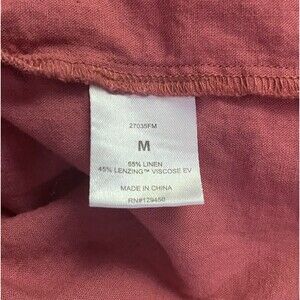 27035FM
M
55% LINEN
45% LENZING™ VISCOSE EV
MADE IN CHINA
RN#129450